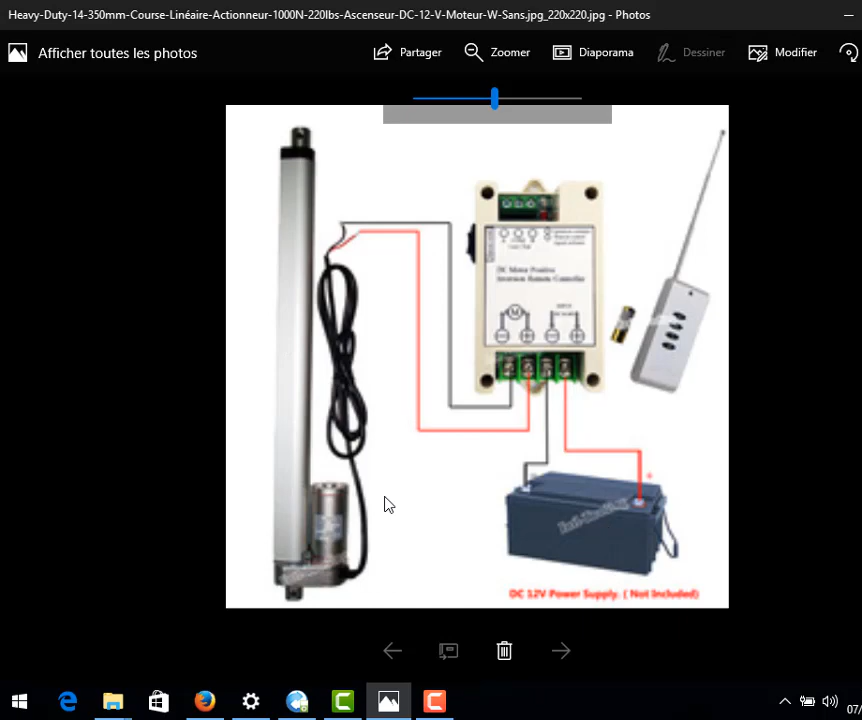 Heavy-Duty-14-350mm-Course-Linéaire-Actionneur-1000N-220lbs-Ascenseur-DC-12-V-Moteur-W-Sans.jpg_220x220.jpg - Photos
Afficher toutes les photos
Partager
Zoomer
Diaporama
Dessiner
Modifier
DC Motor Positive
Inversion Remote Controller
M
+
DC 12V Power Supply. ( Not Included)
07/